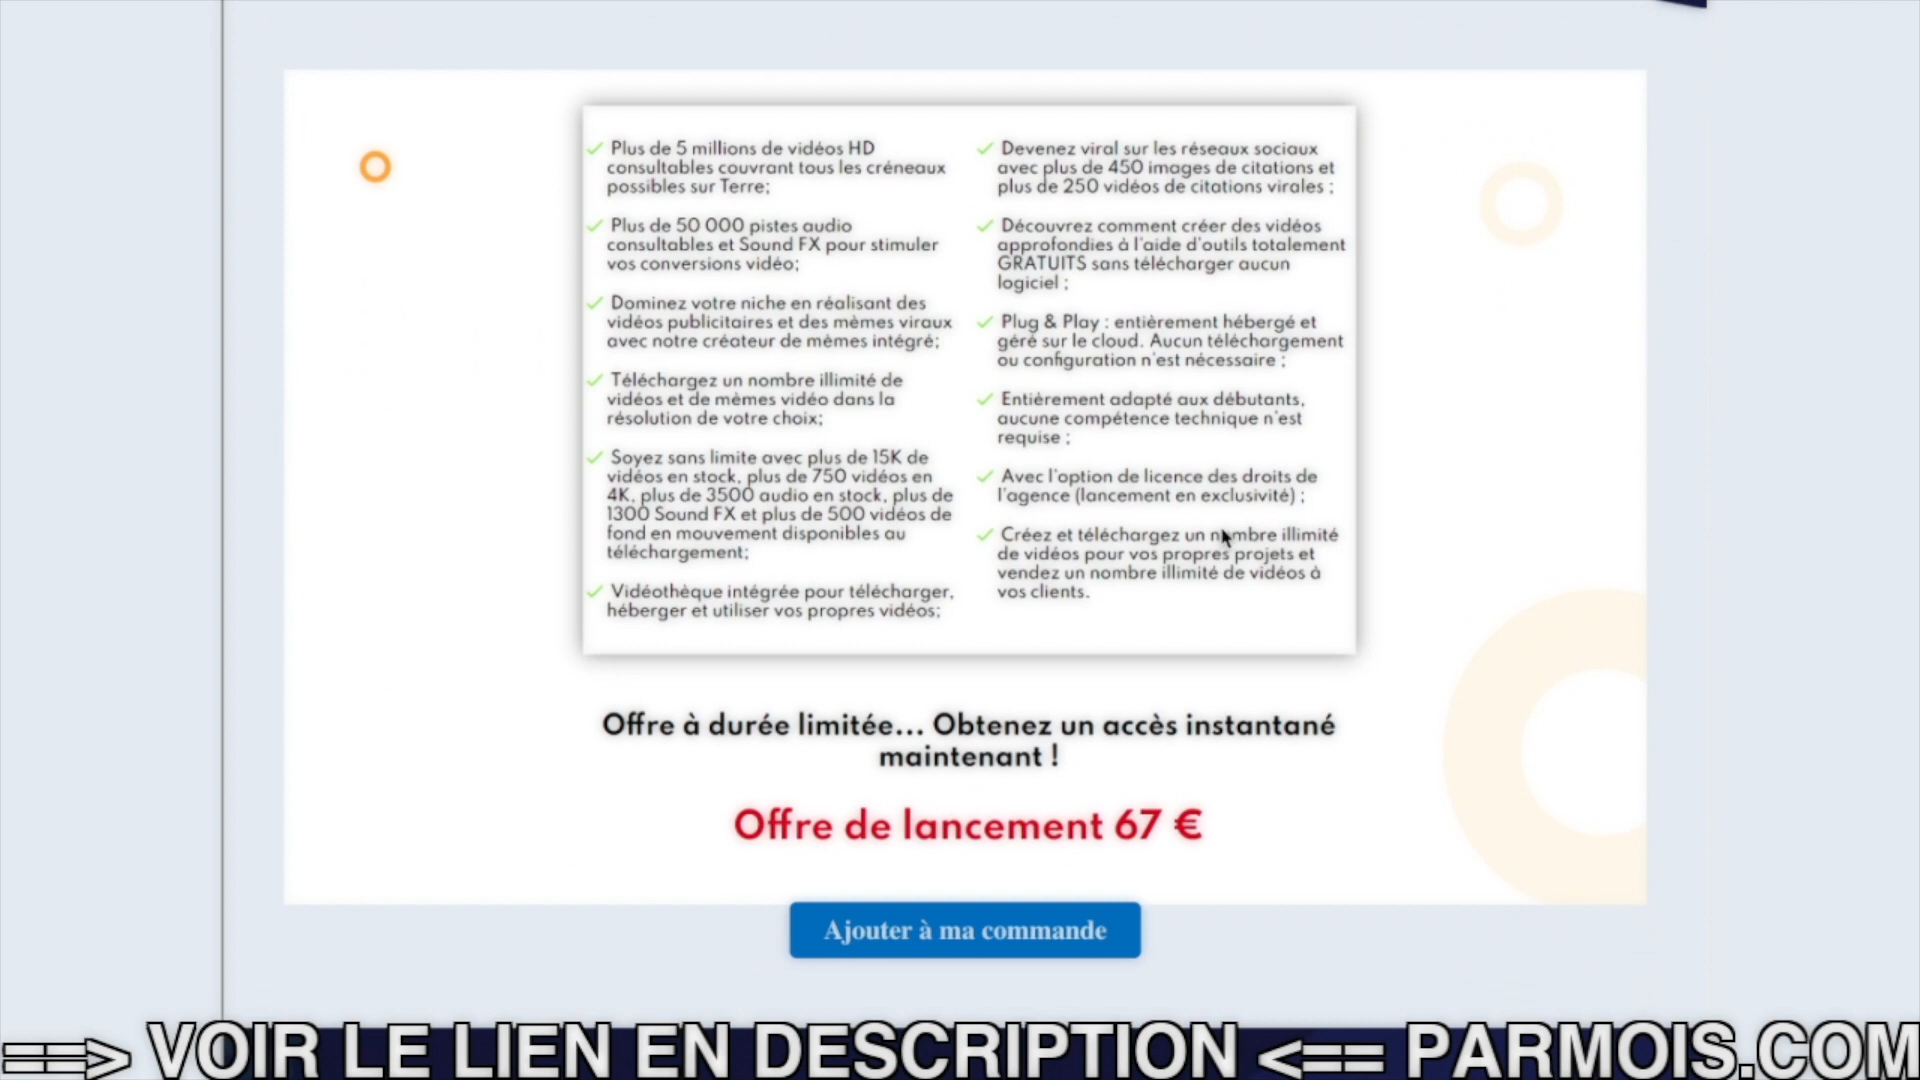 Plus de 5 millions de vidéos HD
consultables couvrant tous les créneaux
possibles sur Terre;
Plus de 50 000 pistes audio
consultables et Sound FX pour stimuler
vos conversions vidéo;
Dominez votre niche en réalisant des
vidéos publicitaires et des mèmes viraux
avec notre créateur de mèmes intégré;
Téléchargez un nombre illimité de
vidéos et de mèmes vidéo dans la
résolution de votre choix;
Soyez sans limite avec plus de 15K de
vidéos en stock, plus de 750 vidéos en
4K, plus de 3500 audio en stock, plus de
1300 Sound FX et plus de 500 vidéos de
fond en mouvement disponibles au
téléchargement;
Vidéothèque intégrée pour télécharger,
héberger et utiliser vos propres vidéos;
Devenez viral sur les réseaux sociaux
avec plus de 450 images de citations et
plus de 250 vidéos de citations virales ;
Découvrez comment créer des vidéos
approfondies à l'aide d'outils totalement
GRATUITS sans télécharger aucun
logiciel ;
Plug & Play : entièrement hébergé et
géré sur le cloud. Aucun téléchargement
ou configuration n'est nécessaire ;
Entièrement adapté aux débutants,
aucune compétence technique n'est
requise ;
Avec l'option de licence des droits de
l'agence (lancement en exclusivité) ;
Créez et téléchargez un nombre illimité
de vidéos pour vos propres projets et
vendez un nombre illimité de vidéos à
vos clients.
Offre à durée limitée... Obtenez un accès instantané
maintenant !
Offre de lancement 67 €
Ajouter à ma commande
==> VOIR LE LIEN EN DESCRIPTION <== PARMOIS.COM